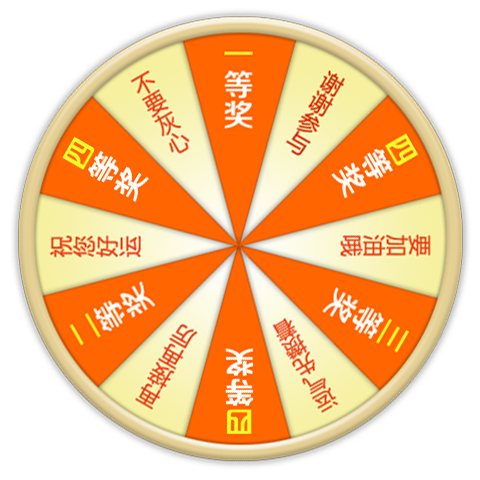 一等奖
谢谢参与
四等奖
要加油哦
三等奖
运气先攒着
四等奖
再接再厉
二等奖
祝您好运
四等奖
不要灰心